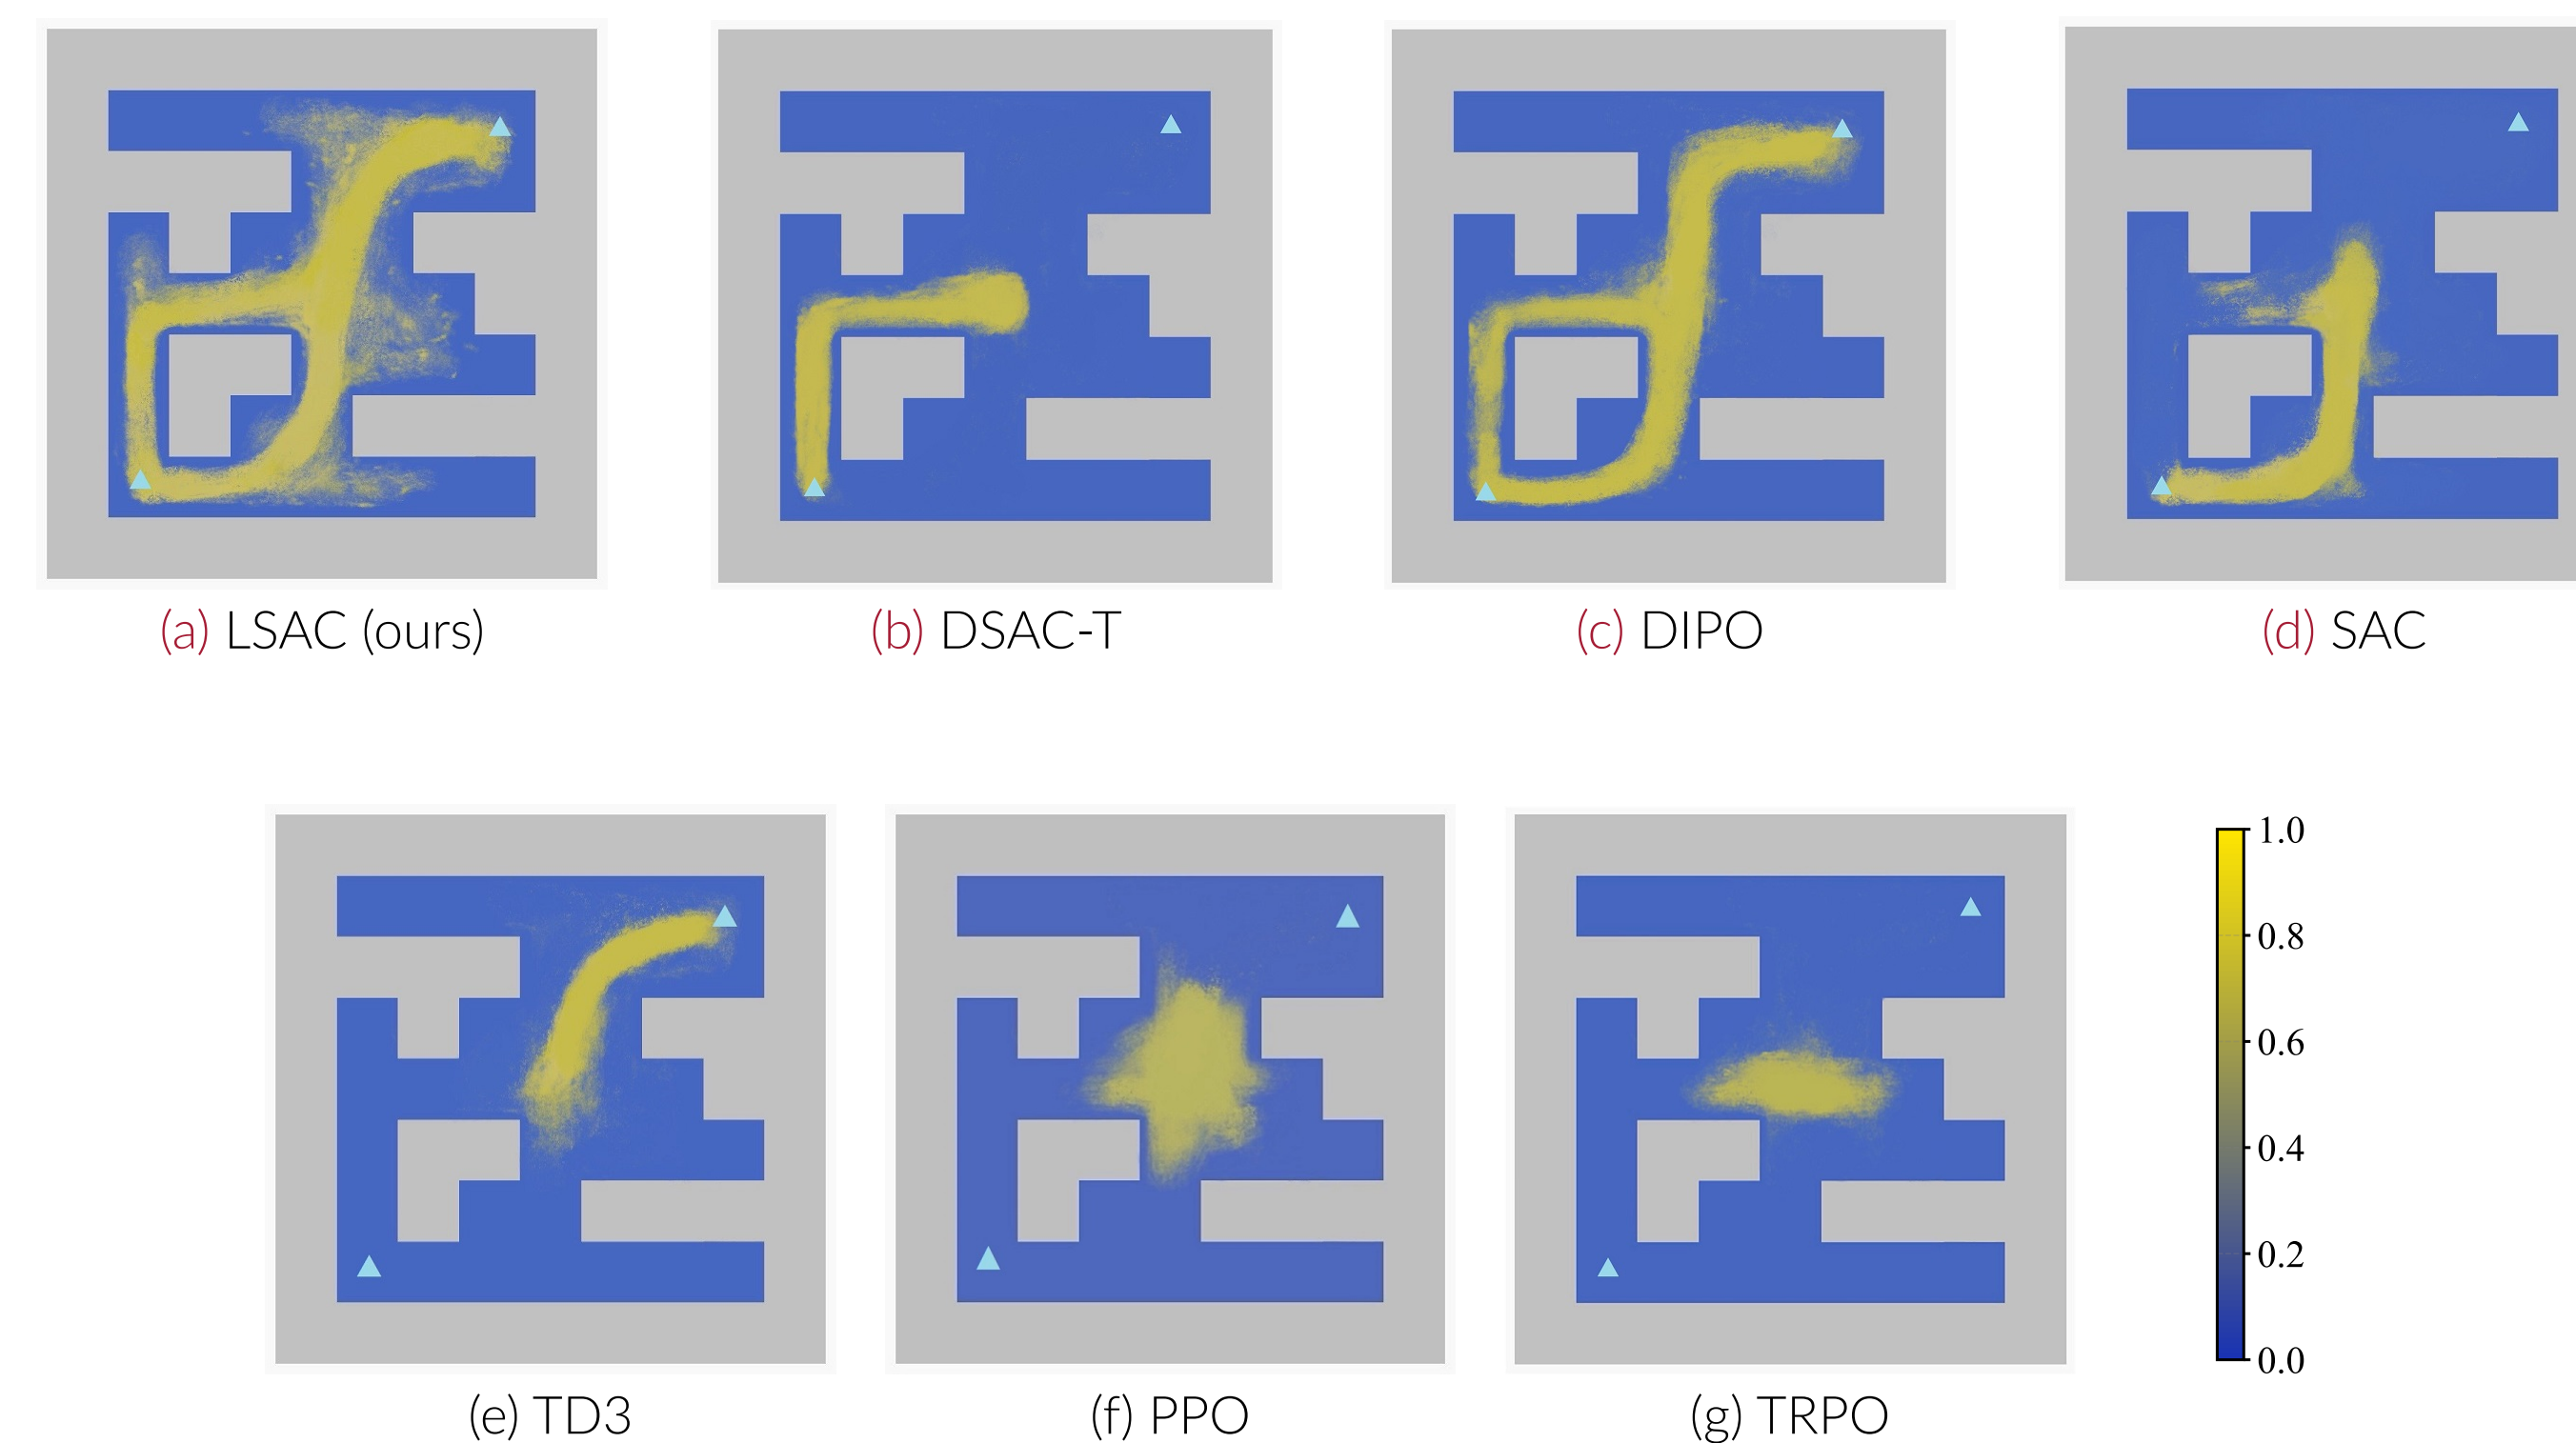 (a) LSAC (ours)
(b) DSAC-T
(c) DIPO
(d) SAC
1.0
0.8
0.6
0.4
0.2
0.0
(e) TD3
(f) PPO
(g) TRPO